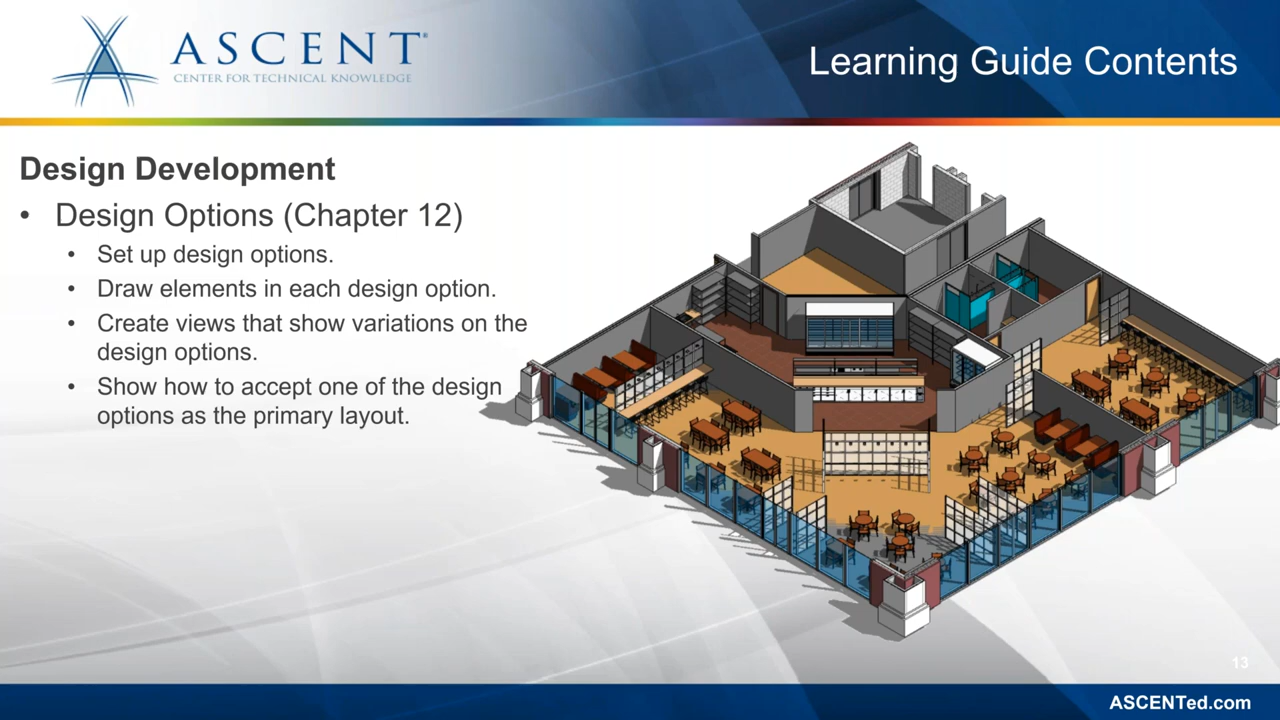 ASCENT®
CENTER FOR TECHNICAL KNOWLEDGE
Learning Guide Contents
Design Development
• Design Options (Chapter 12)
• Set up design options.
• Draw elements in each design option.
• Create views that show variations on the
design options.
• Show how to accept one of the design
options as the primary layout.
13
ASCENTed.com